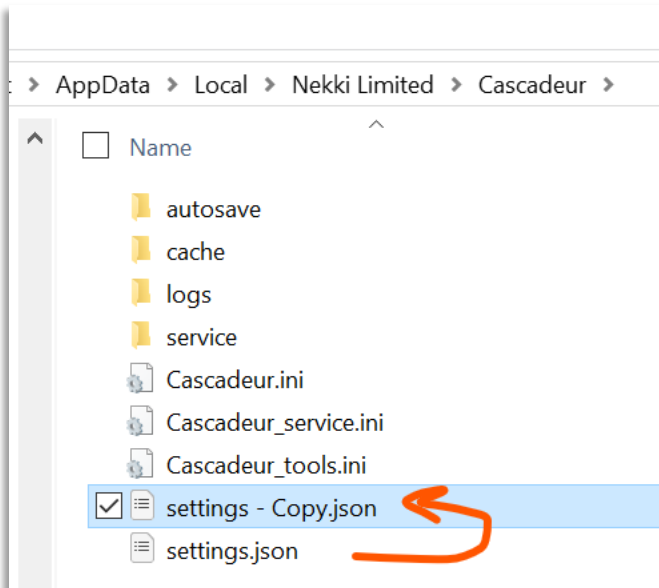 AppData > Local > Nekki Limited > Cascadeur >
Name
autosave
cache
logs
service
Cascadeur.ini
Cascadeur_service.ini
Cascadeur_tools.ini
settings - Copy.json
settings.json